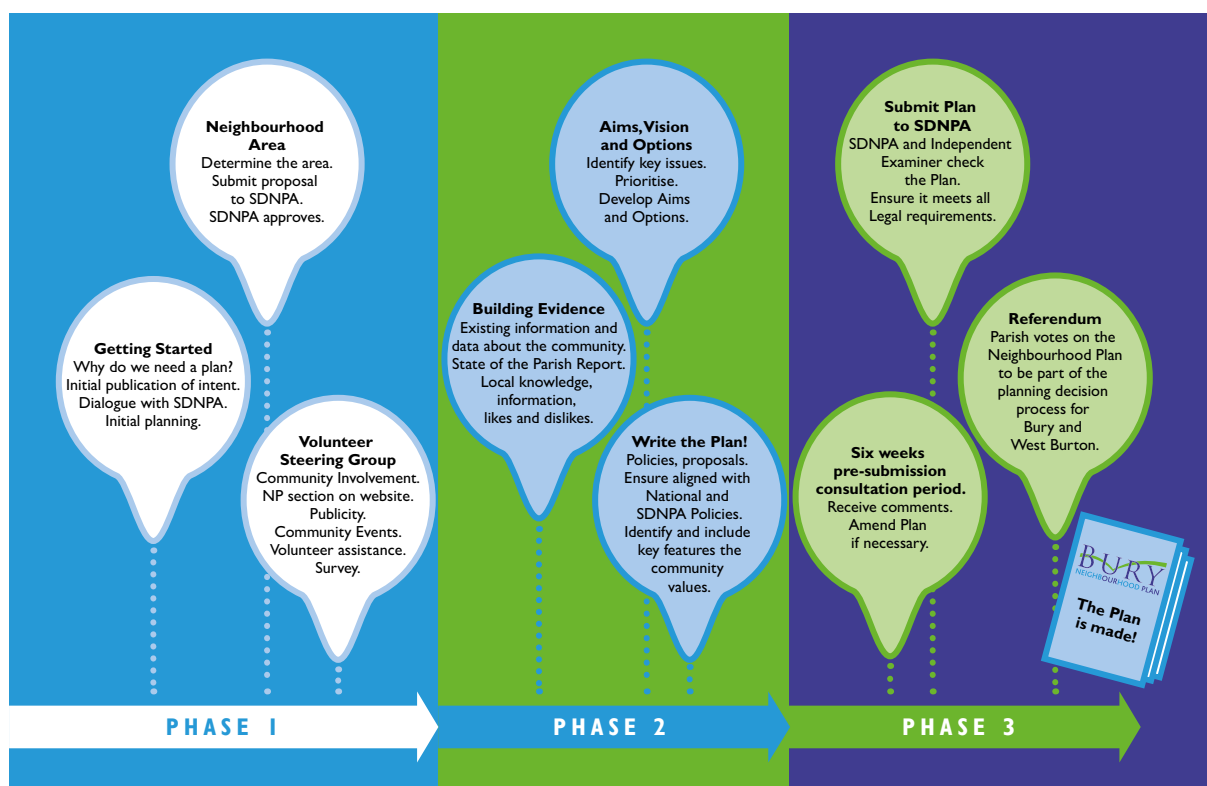 Getting Started
Why do we need a plan?
Initial publication of intent.
Dialogue with SDNPA.
Initial planning.
Neighbourhood
Area
Determine the area.
Submit proposal
to SDNPA.
SDNPA approves.
Volunteer
Steering Group
Community Involvement.
NP section on website.
Publicity.
Community Events.
Volunteer assistance.
Survey.
PHASE 1
Building Evidence
Existing information and
data about the community.
State of the Parish Report.
Local knowledge,
information,
likes and dislikes.
Aims, Vision
and Options
Identify key issues.
Prioritise.
Develop Aims
and Options.
Write the Plan!
Policies, proposals.
Ensure aligned with
National and
SDNPA Policies.
Identify and include
key features the
community
values.
PHASE 2
Six weeks
pre-submission
consultation period.
Receive comments.
Amend Plan
if necessary.
Submit Plan
to SDNPA
SDNPA and Independent
Examiner check
the Plan.
Ensure it meets all
Legal requirements.
Referendum
Parish votes on the
Neighbourhood Plan
to be part of the
planning decision
process for
Bury and
West Burton.
BURY
NEIGHBOURHOOD PLAN
The Plan
is made!
PHASE 3